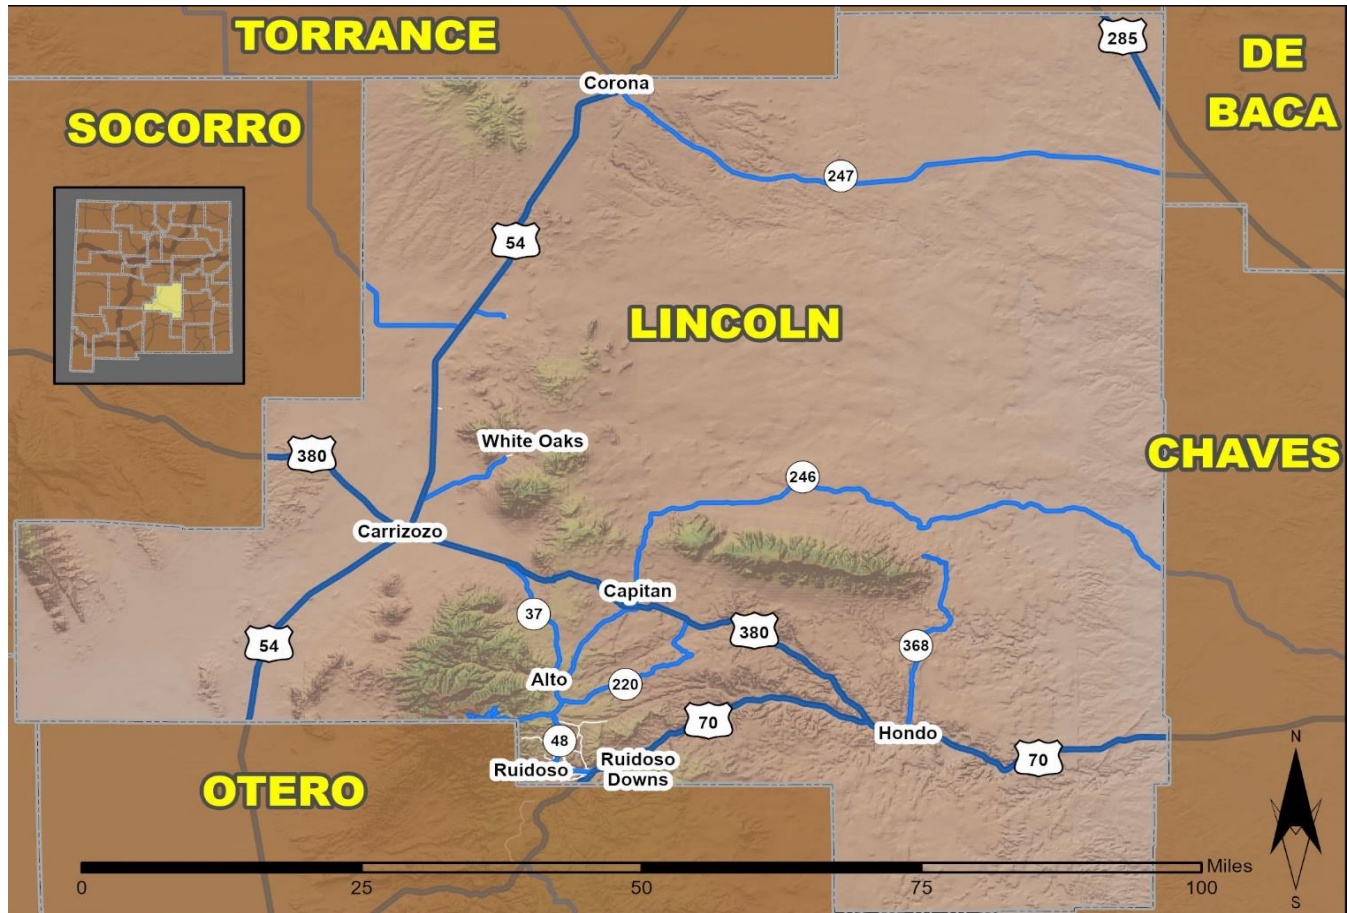 TORRANCE
285
DE
BACA
Corona
SOCORRO
247
54
LINCOLN
White Oaks
380
CHAVES
246
Carrizozo
Capitan
37
380
54
368
Alto
220
70
Hondo
48
70
Ruidoso
Ruidoso
Downs
OTERO
N
S
Miles
0
25
50
75
100